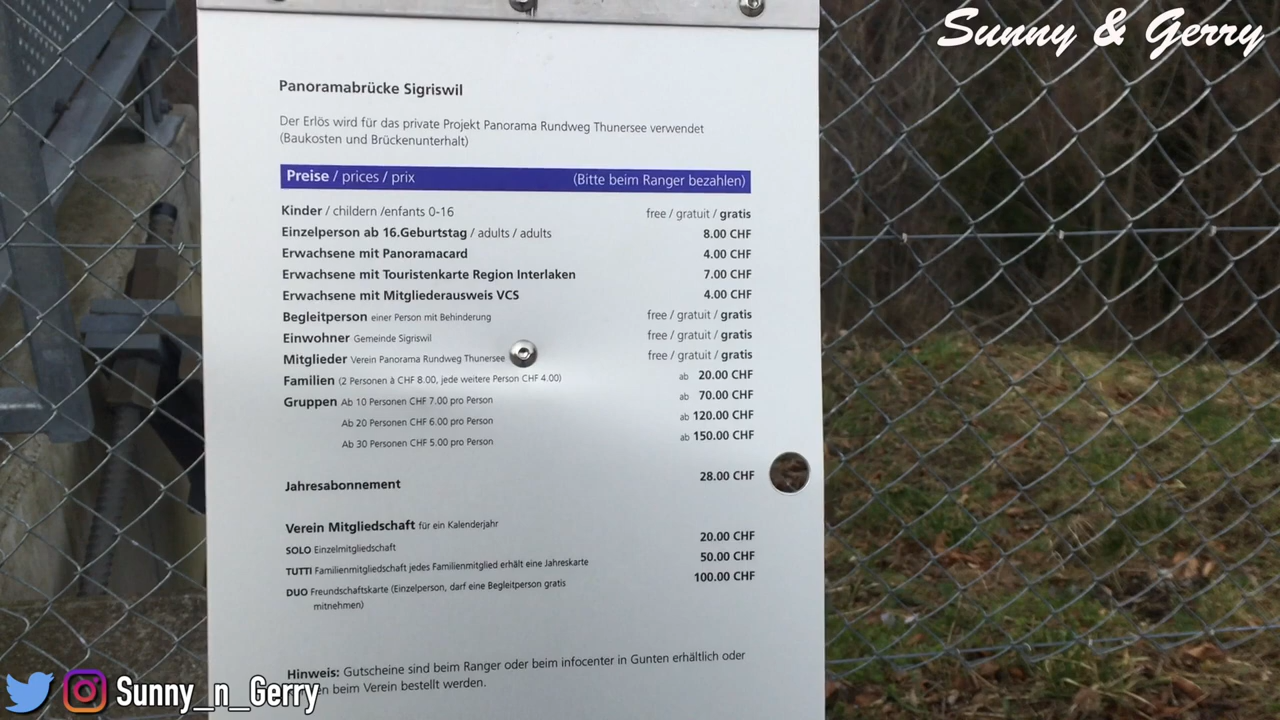 Sunny & Gerry
Panoramabrücke Sigriswil
Der Erlös wird für das private Projekt Panorama Rundweg Thunersee verwendet
(Baukosten und Brückenunterhalt)
Preise / prices / prix (Bitte beim Ranger bezahlen)
Kinder / childern /enfants 0-16 free / gratuit / gratis
Einzelperson ab 16.Geburtstag / adults / adults 8.00 CHF
Erwachsene mit Panoramacard 4.00 CHF
Erwachsene mit Touristenkarte Region Interlaken 7.00 CHF
Erwachsene mit Mitgliederausweis VCS 4.00 CHF
Begleitperson einer Person mit Behinderung free / gratuit / gratis
Einwohner Gemeinde Sigriswil free / gratuit / gratis
Mitglieder Verein Panorama Rundweg Thunersee free / gratuit / gratis
Familien (2 Personen à CHF 8.00, jede weitere Person CHF 4.00) ab 20.00 CHF
Gruppen Ab 10 Personen CHF 7.00 pro Person ab 70.00 CHF
Ab 20 Personen CHF 6.00 pro Person ab 120.00 CHF
Ab 30 Personen CHF 5.00 pro Person ab 150.00 CHF
Jahresabonnement 28.00 CHF
Verein Mitgliedschaft für ein Kalenderjahr
SOLO Einzelmitgliedschaft 20.00 CHF
TUTTI Familienmitgliedschaft jedes Familienmitglied erhält eine Jahreskarte 50.00 CHF
DUO Freundschaftskarte (Einzelperson, darf eine Begleitperson gratis 100.00 CHF
mitnehmen)
Hinweis: Gutscheine sind beim Ranger oder beim infocenter in Gunten erhältlich oder
beim Verein bestellt werden.
Sunny_n_Gerry